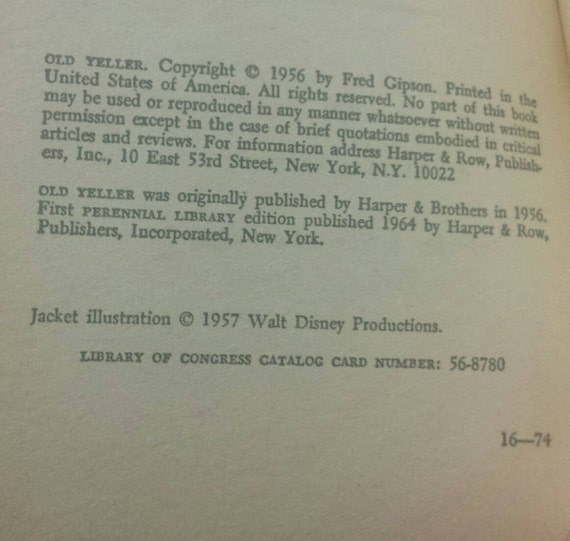 OLD YELLER. Copyright © 1956 by Fred Gipson. Printed in the
United States of America. All rights reserved. No part of this book
may be used or reproduced in any manner whatsoever without written
permission except in the case of brief quotations embodied in critical
articles and reviews. For information address Harper & Row, Publish-
ers, Inc., 10 East 53rd Street, New York, N.Y. 10022
OLD YELLER was originally published by Harper & Brothers in 1956.
First PERENNIAL LIBRARY edition published 1964 by Harper & Row,
Publishers, Incorporated, New York.
Jacket illustration © 1957 Walt Disney Productions.
LIBRARY OF CONGRESS CATALOG CARD NUMBER: 56-8780
16—74